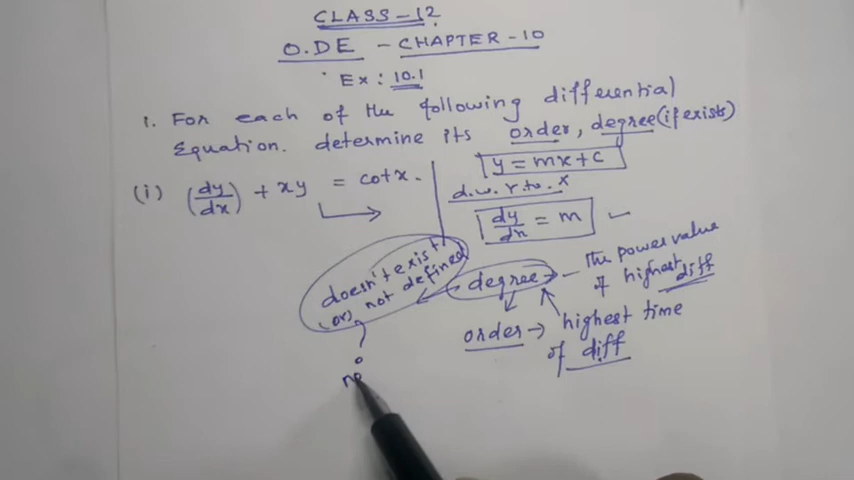 CLASS-12
O.DE - CHAPTER-10
Ex: 10.1
1. For each of the following differential
Equation. determine its order, degree (if exists)
(i) (dy/dx) + xy = cotx.
y = mx + c
d.w.r.to.x
dy/dx = m
doesn't exist
(or) not defined
degree → the power value
of highest diff
order → highest time
of diff